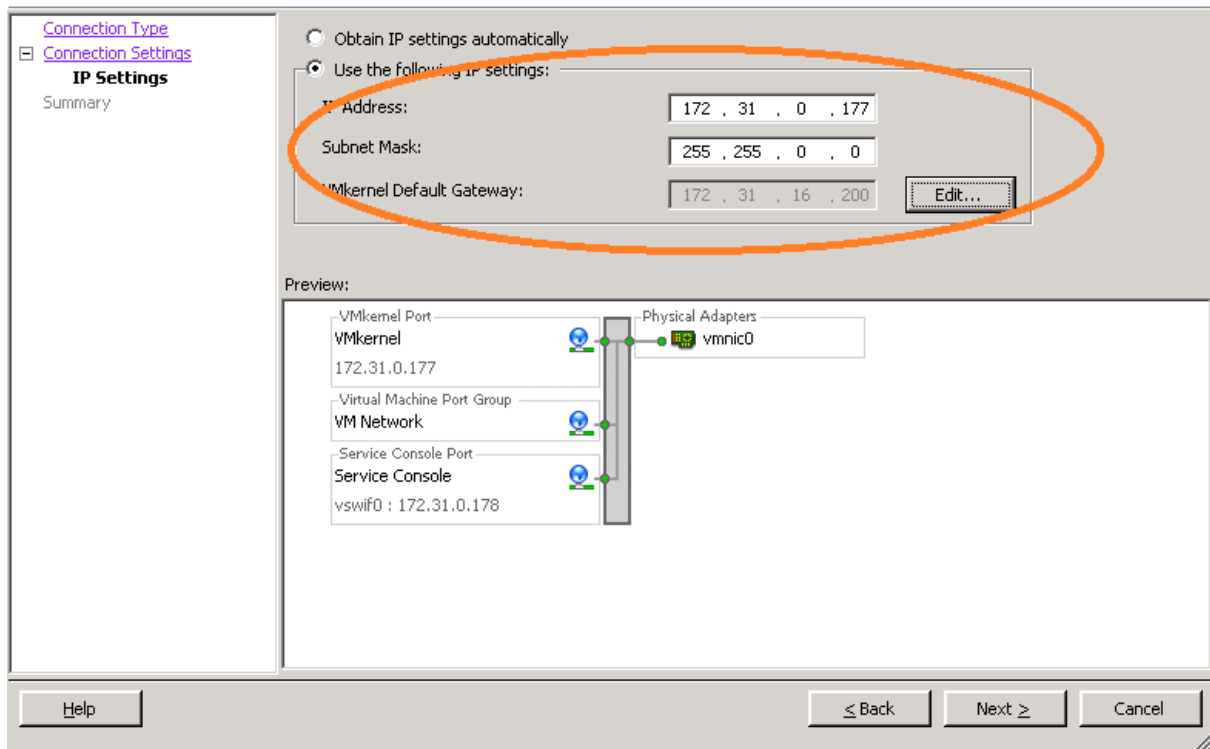 Connection Type
Connection Settings
IP Settings
Summary
Obtain IP settings automatically
Use the following IP settings:
IP Address: 172 . 31 . 0 . 177
Subnet Mask: 255 . 255 . 0 . 0
VMkernel Default Gateway: 172 . 31 . 16 . 200 Edit...
Preview:
VMkernel Port
VMkernel
172.31.0.177
Virtual Machine Port Group
VM Network
Service Console Port
Service Console
vswif0 : 172.31.0.178
Physical Adapters
vmnic0
Help
≤ Back
Next ≥
Cancel